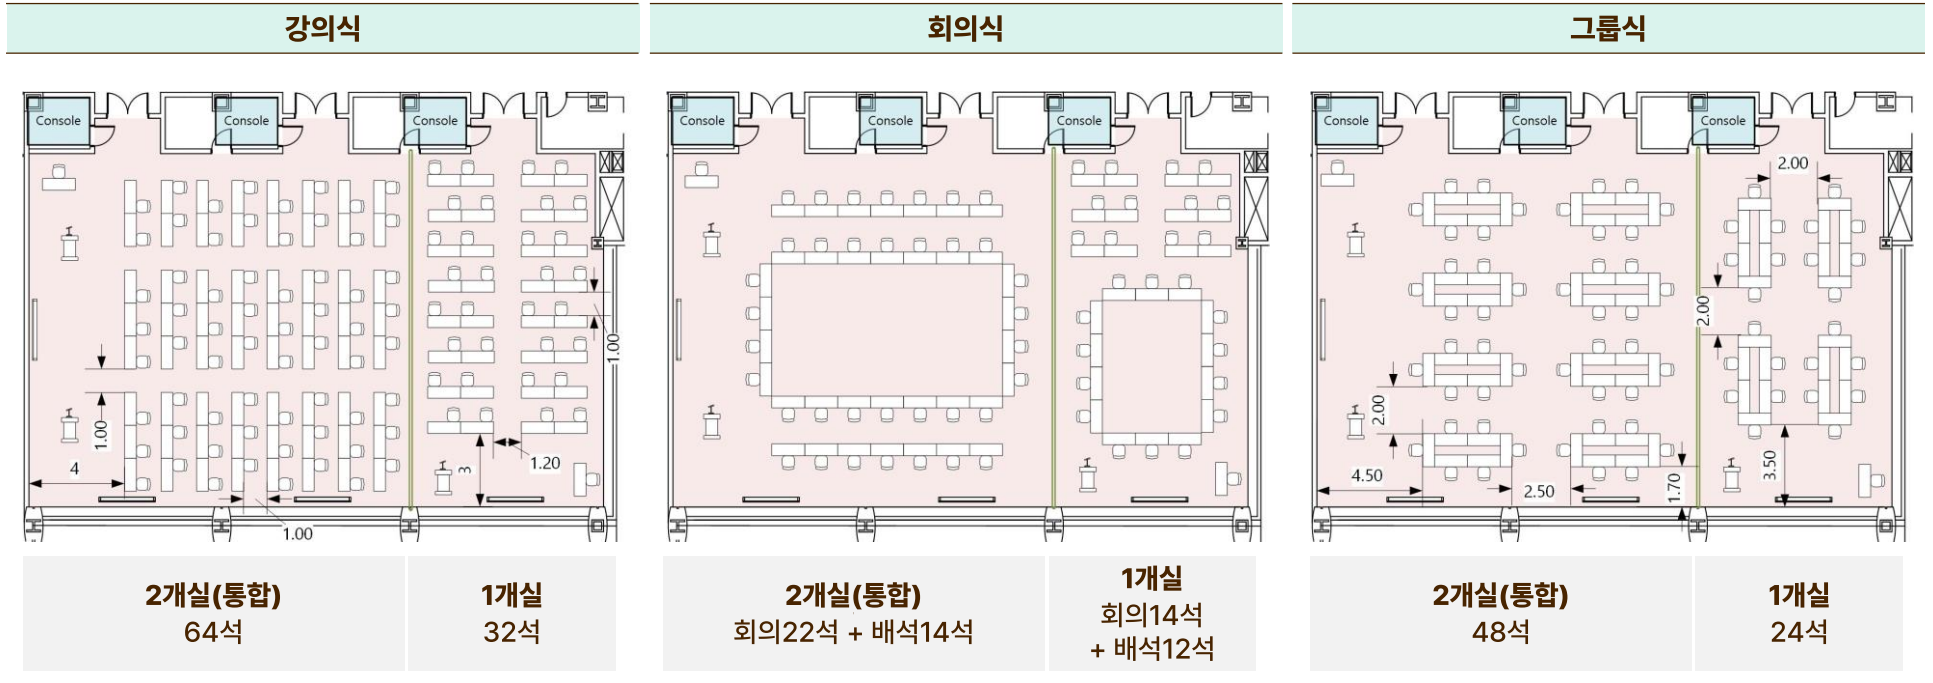 강의식
회의식
그룹식
Console
Console
Console
1.00
1.00
4
3
1.20
1.00
Console
Console
Console
Console
Console
Console
2.00
2.00
2.00
4.50
2.50
1.70
3.50
2개실(통합)
64석
1개실
32석
2개실(통합)
회의22석 + 배석14석
1개실
회의14석
+ 배석12석
2개실(통합)
48석
1개실
24석